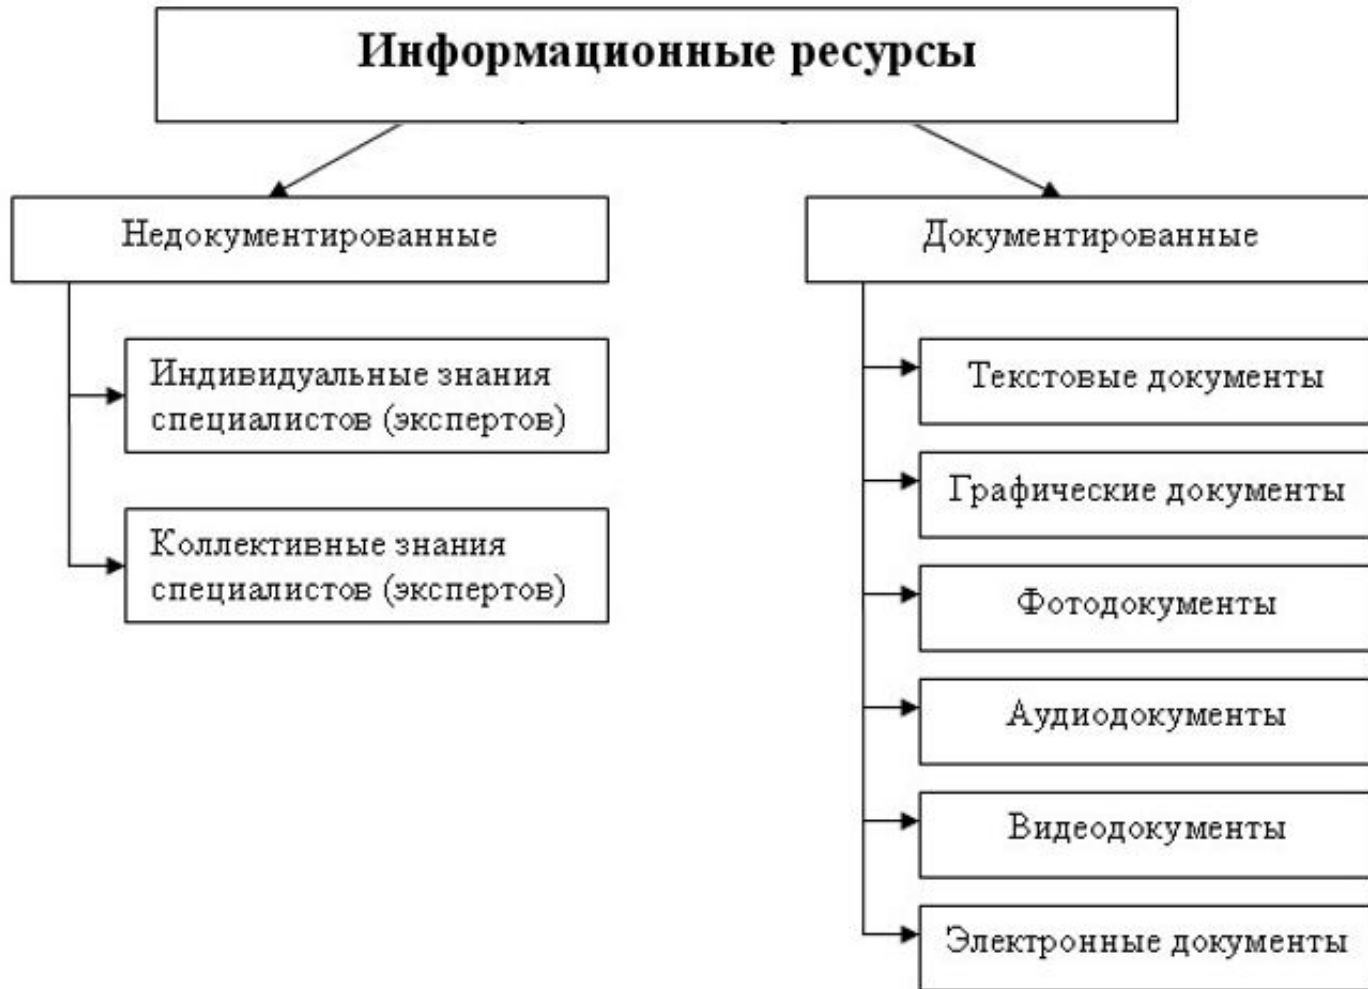 Информационные ресурсы
Недокументированные
Индивидуальные знания
специалистов (экспертов)
Коллективные знания
специалистов (экспертов)
Документированные
Текстовые документы
Графические документы
Фотодокументы
Аудиодокументы
Видеодокументы
Электронные документы